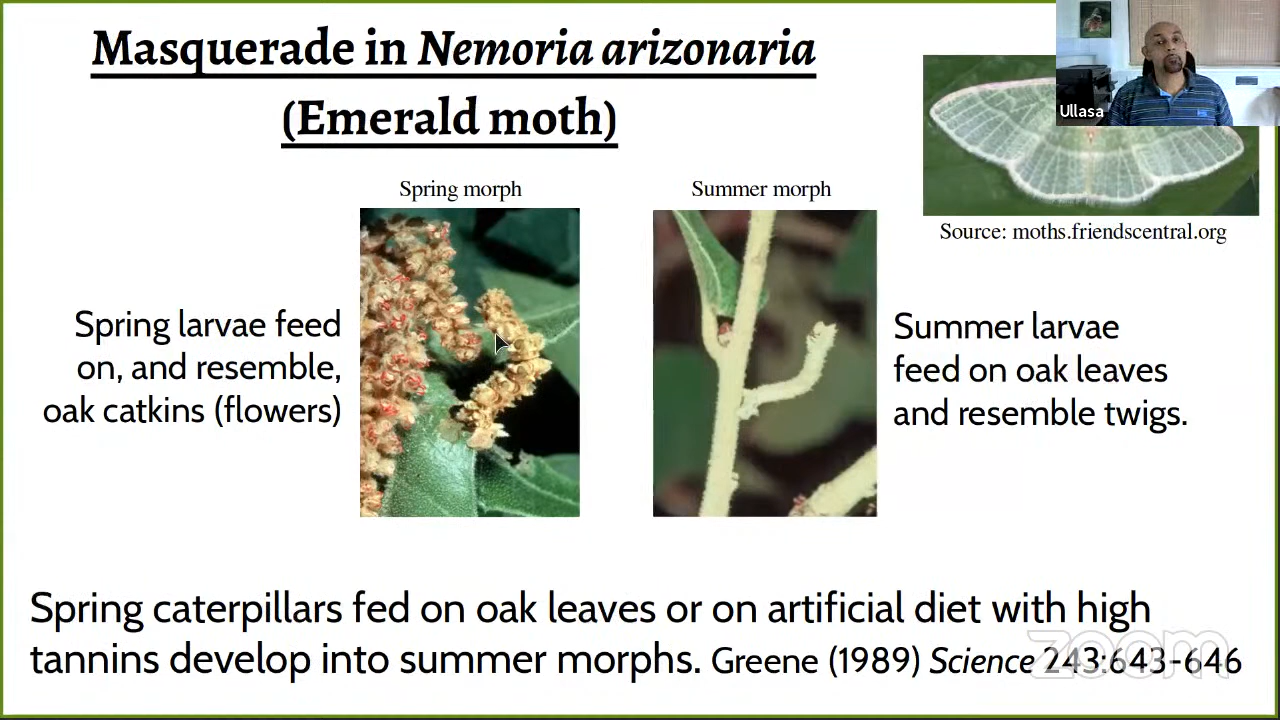 Masquerade in Nemoria arizonaria
(Emerald moth)
Ullasa
Source: moths.friendscentral.org
Spring morph
Summer morph
Spring larvae feed
on, and resemble,
oak catkins (flowers)
Summer larvae
feed on oak leaves
and resemble twigs.
Spring caterpillars fed on oak leaves or on artificial diet with high
tannins develop into summer morphs. Greene (1989) Science 243:643-646
zoom